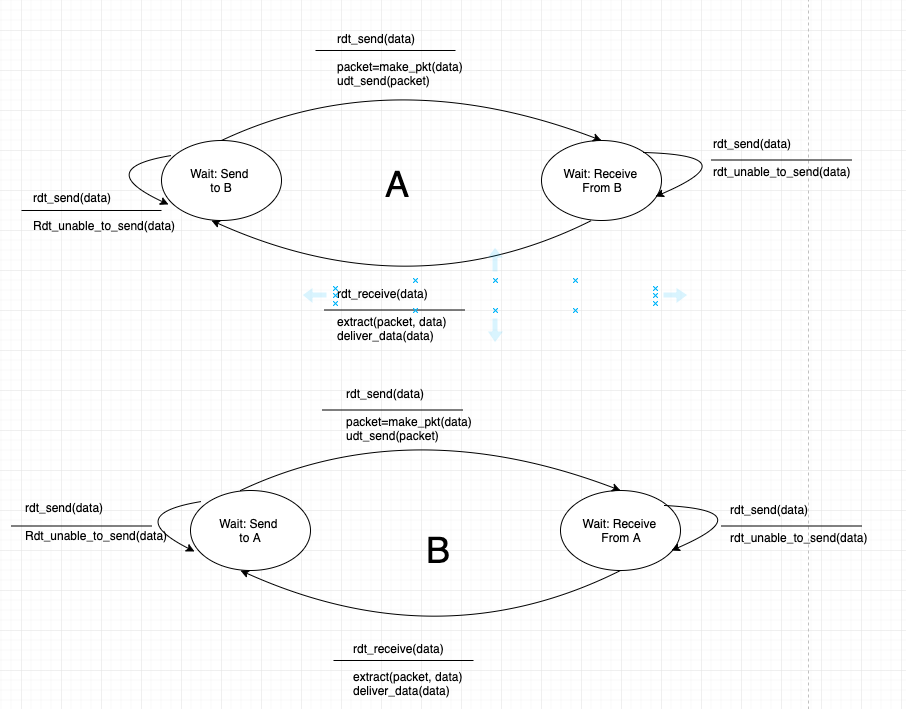 rdt_send(data)
packet=make_pkt(data)
udt_send(packet)
Wait: Send
to B
A
Wait: Receive
From B
rdt_send(data)
rdt_unable_to_send(data)
rdt_send(data)
Rdt_unable_to_send(data)
rdt_receive(data)
extract(packet, data)
deliver_data(data)
rdt_send(data)
packet=make_pkt(data)
udt_send(packet)
rdt_send(data)
Rdt_unable_to_send(data)
Wait: Send
to A
B
Wait: Receive
From A
rdt_send(data)
rdt_unable_to_send(data)
rdt_receive(data)
extract(packet, data)
deliver_data(data)